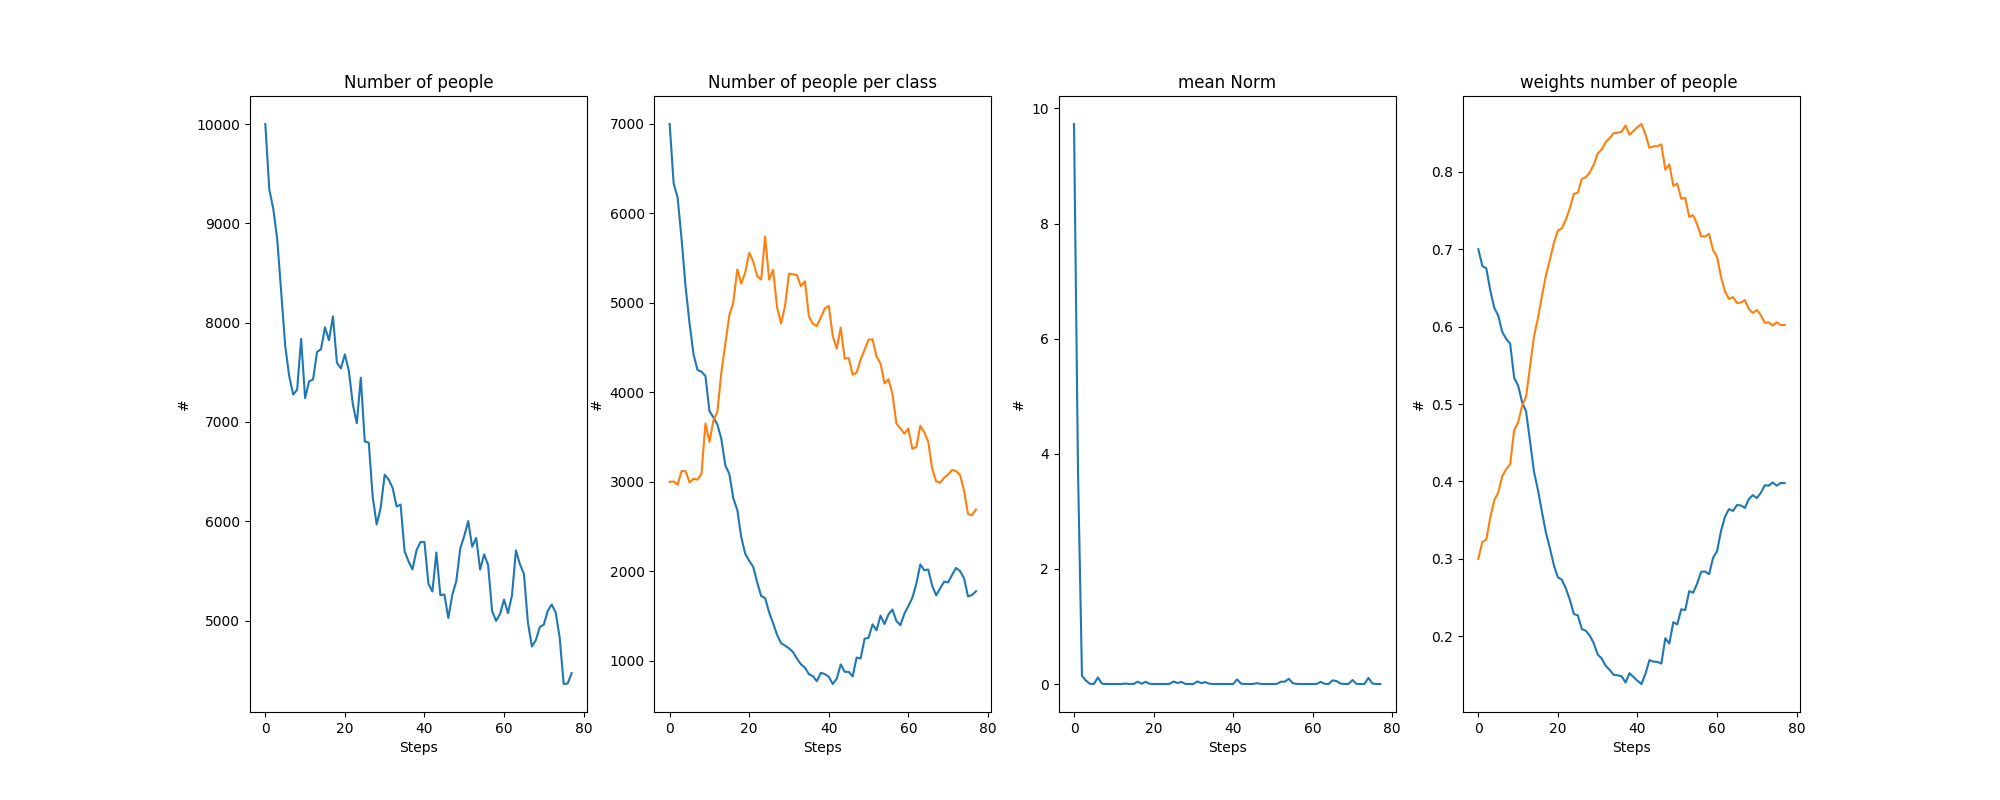 Number of people
10000
9000
8000
7000
6000
5000
#
0 20 40 60 80
Steps
Number of people per class
7000
6000
5000
4000
3000
2000
1000
#
0 20 40 60 80
Steps
mean Norm
10
8
6
4
2
0
#
0 20 40 60 80
Steps
weights number of people
0.8
0.7
0.6
0.5
0.4
0.3
0.2
#
0 20 40 60 80
Steps